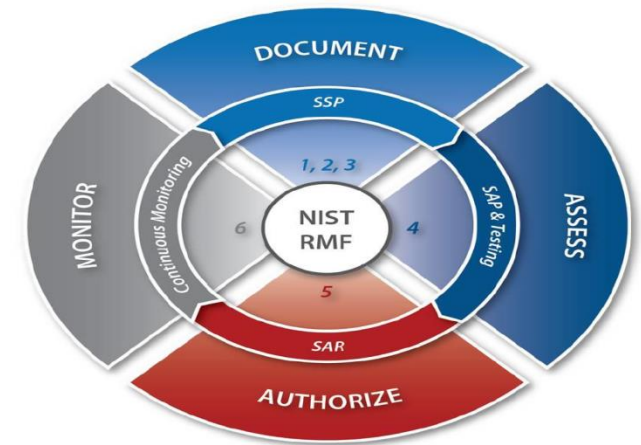 DOCUMENT
SSP
1, 2, 3
MONITOR
Continuous Monitoring
6
NIST
RMF
4
SAP & Testing
ASSESS
5
SAR
AUTHORIZE